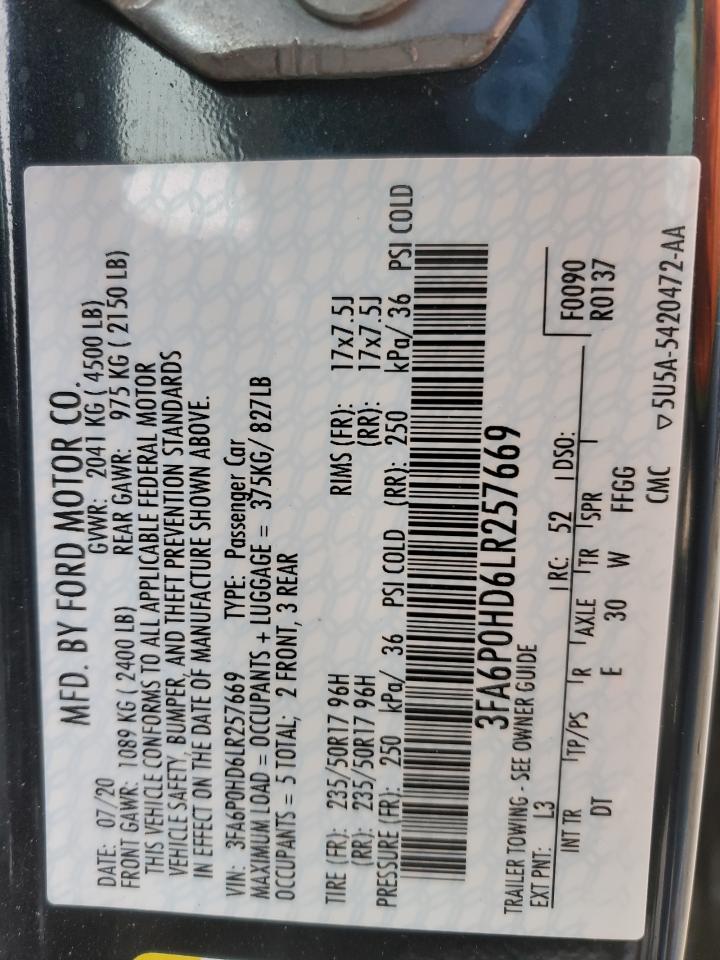 MFD. BY FORD MOTOR CO.
DATE: 07/20 GVWR: 2041 KG ( 4500 LB)
FRONT GAWR: 1089 KG ( 2400 LB) REAR GAWR: 975 KG ( 2150 LB)
THIS VEHICLE CONFORMS TO ALL APPLICABLE FEDERAL MOTOR
VEHICLE SAFETY, BUMPER, AND THEFT PREVENTION STANDARDS
IN EFFECT ON THE DATE OF MANUFACTURE SHOWN ABOVE.
VIN: 3FA6P0HD6LR257669 TYPE: Passenger Car
MAXIMUM LOAD = OCCUPANTS + LUGGAGE = 375KG/ 827LB
OCCUPANTS = 5 TOTAL; 2 FRONT, 3 REAR
TIRE (FR): 235/50R17 96H RIMS (FR): 17x7.5J
(RR): 235/50R17 96H (RR): 17x7.5J
PRESSURE (FR): 250 kPa/ 36 PSI COLD (RR): 250 kPa/ 36 PSI COLD
3FA6P0HD6LR257669
TRAILER TOWING - SEE OWNER GUIDE
EXT PNT: L3 RC: 52 DSO: F0090
R0137
INT TR TP/PS R AXLE TR SPR
DT E 30 W FFGG
CMC ▽5U5A-5420472-AA